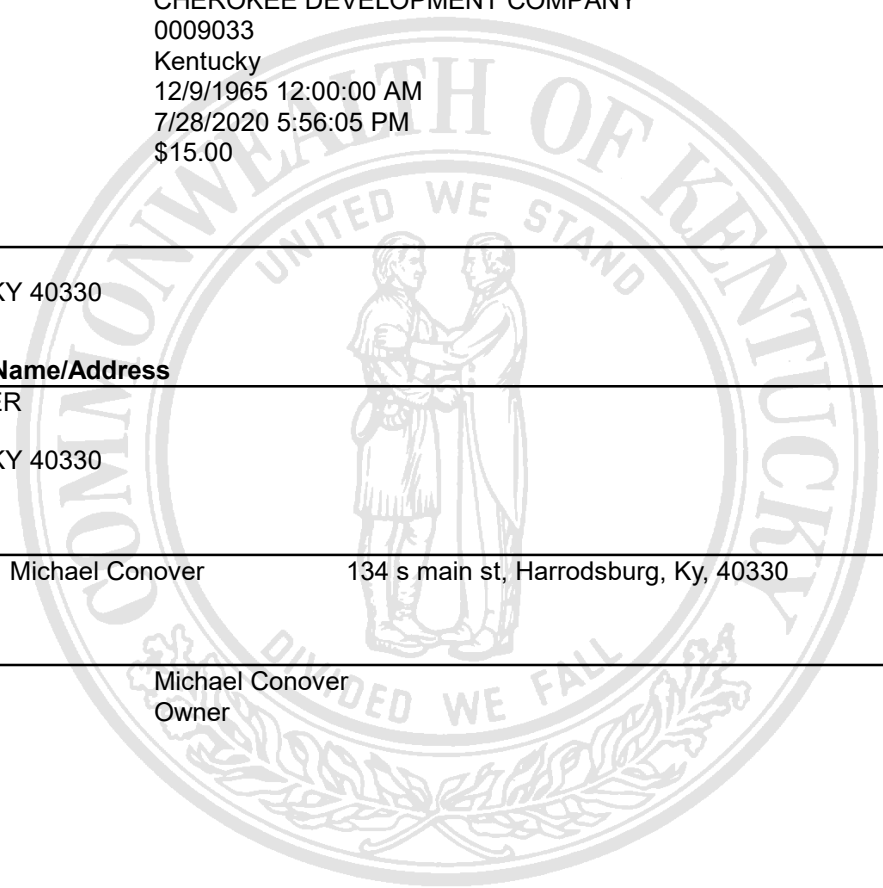 CHEROKEE DEVELOPMENT COMPANY
0009033
Kentucky
12/9/1965 12:00:00 AM
7/28/2020 5:56:05 PM
$15.00
KY 40330
Name/Address
ER
KY 40330
Michael Conover 134 s main st, Harrodsburg, Ky, 40330
Michael Conover
Owner
COMMONWEALTH OF KENTUCKY
UNITED WE STAND
DIVIDED WE FALL